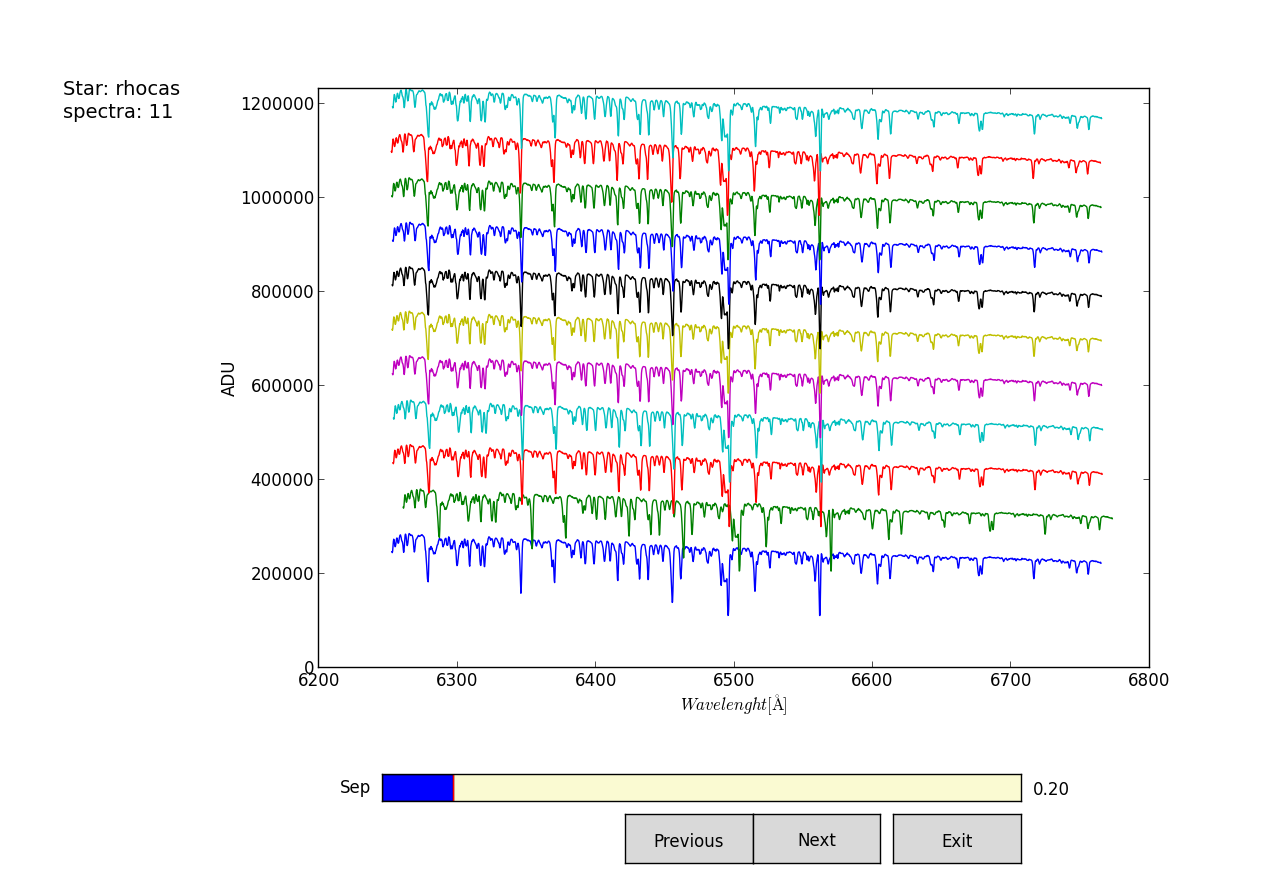 Star: rhocas
spectra: 11
1200000
1000000
800000
600000
400000
200000
0
ADU
6200 6300 6400 6500 6600 6700 6800
Wavelenght[Å]
Sep 0.20
Previous Next Exit